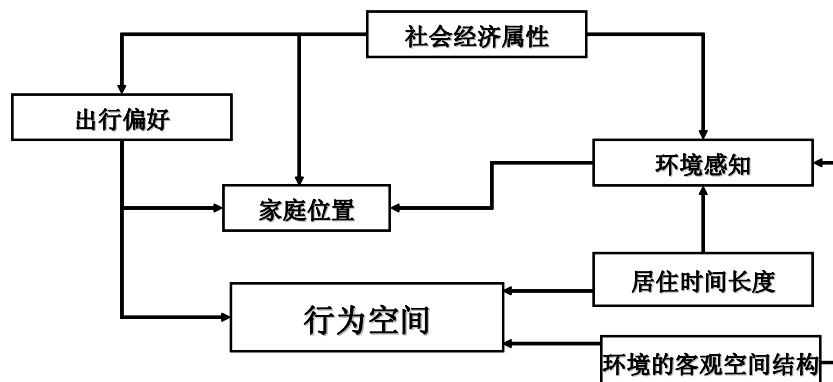 社会经济属性
出行偏好
环境感知
家庭位置
居住时间长度
行为空间
环境的客观空间结构